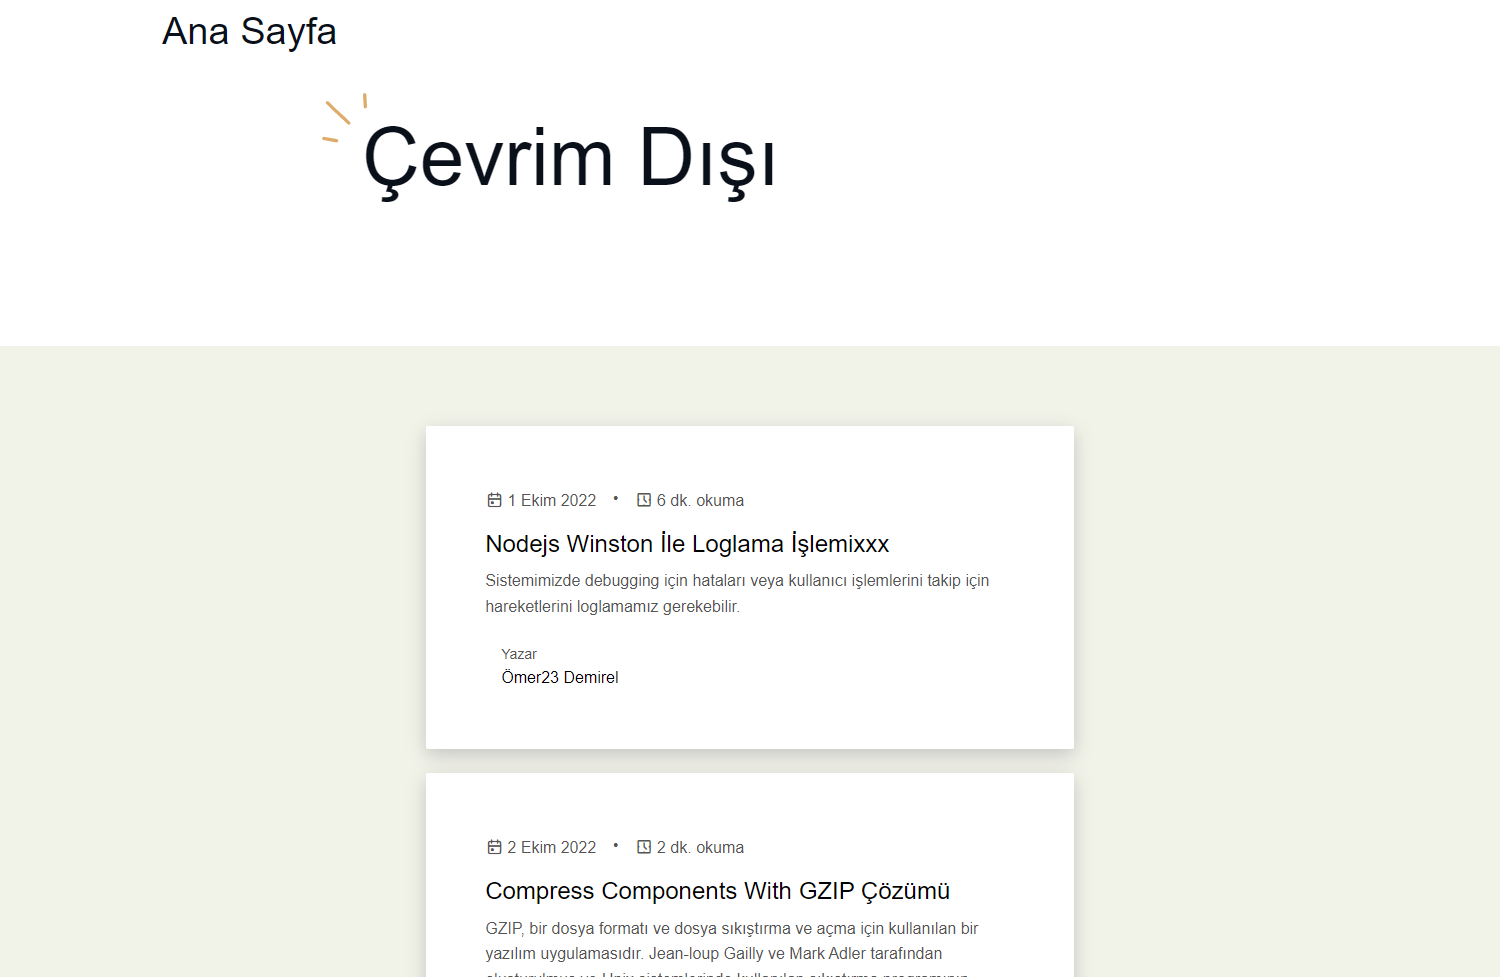 Ana Sayfa
Çevrim Dışı
1 Ekim 2022 • 6 dk. okuma
Nodejs Winston İle Loglama İşlemixxx
Sistemimizde debugging için hataları veya kullanıcı işlemlerini takip için
hareketlerini loglamamız gerekebilir.
Yazar
Ömer23 Demirel
2 Ekim 2022 • 2 dk. okuma
Compress Components With GZIP Çözümü
GZIP, bir dosya formatı ve dosya sıkıştırma ve açma için kullanılan bir
yazılım uygulamasıdır. Jean-loup Gailly ve Mark Adler tarafından